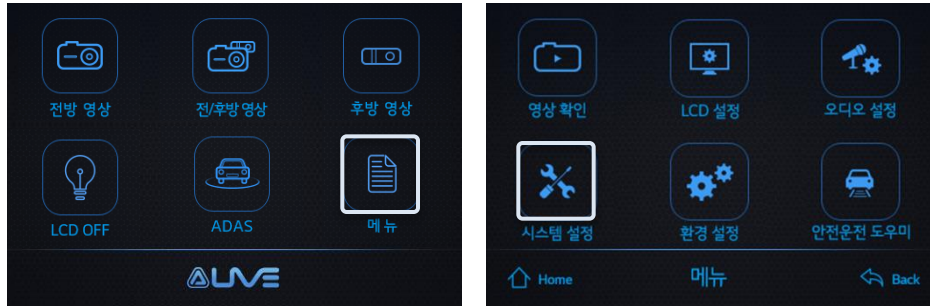 전방 영상
전/후방 영상
후방 영상
LCD OFF
ADAS
메뉴
ALIVE
영상 확인
LCD 설정
오디오 설정
시스템 설정
환경 설정
안전운전 도우미
Home
메뉴
Back